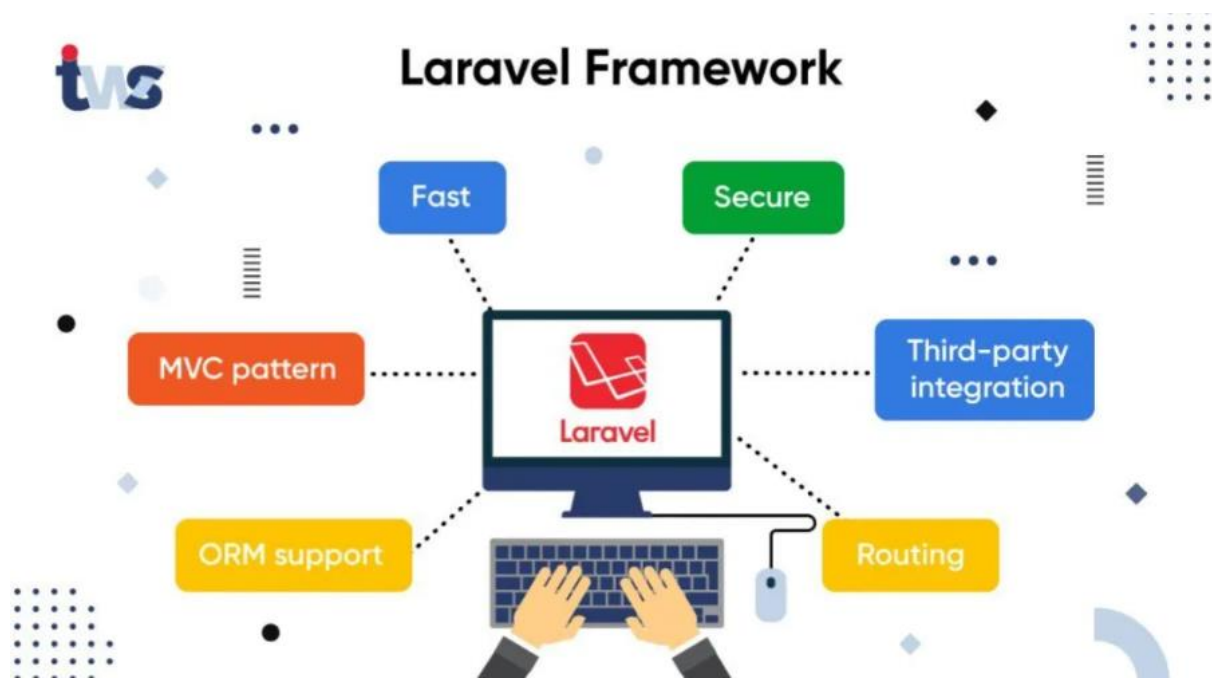 tws
Laravel Framework
Fast
Secure
MVC pattern
Third-party
integration
Laravel
ORM support
Routing